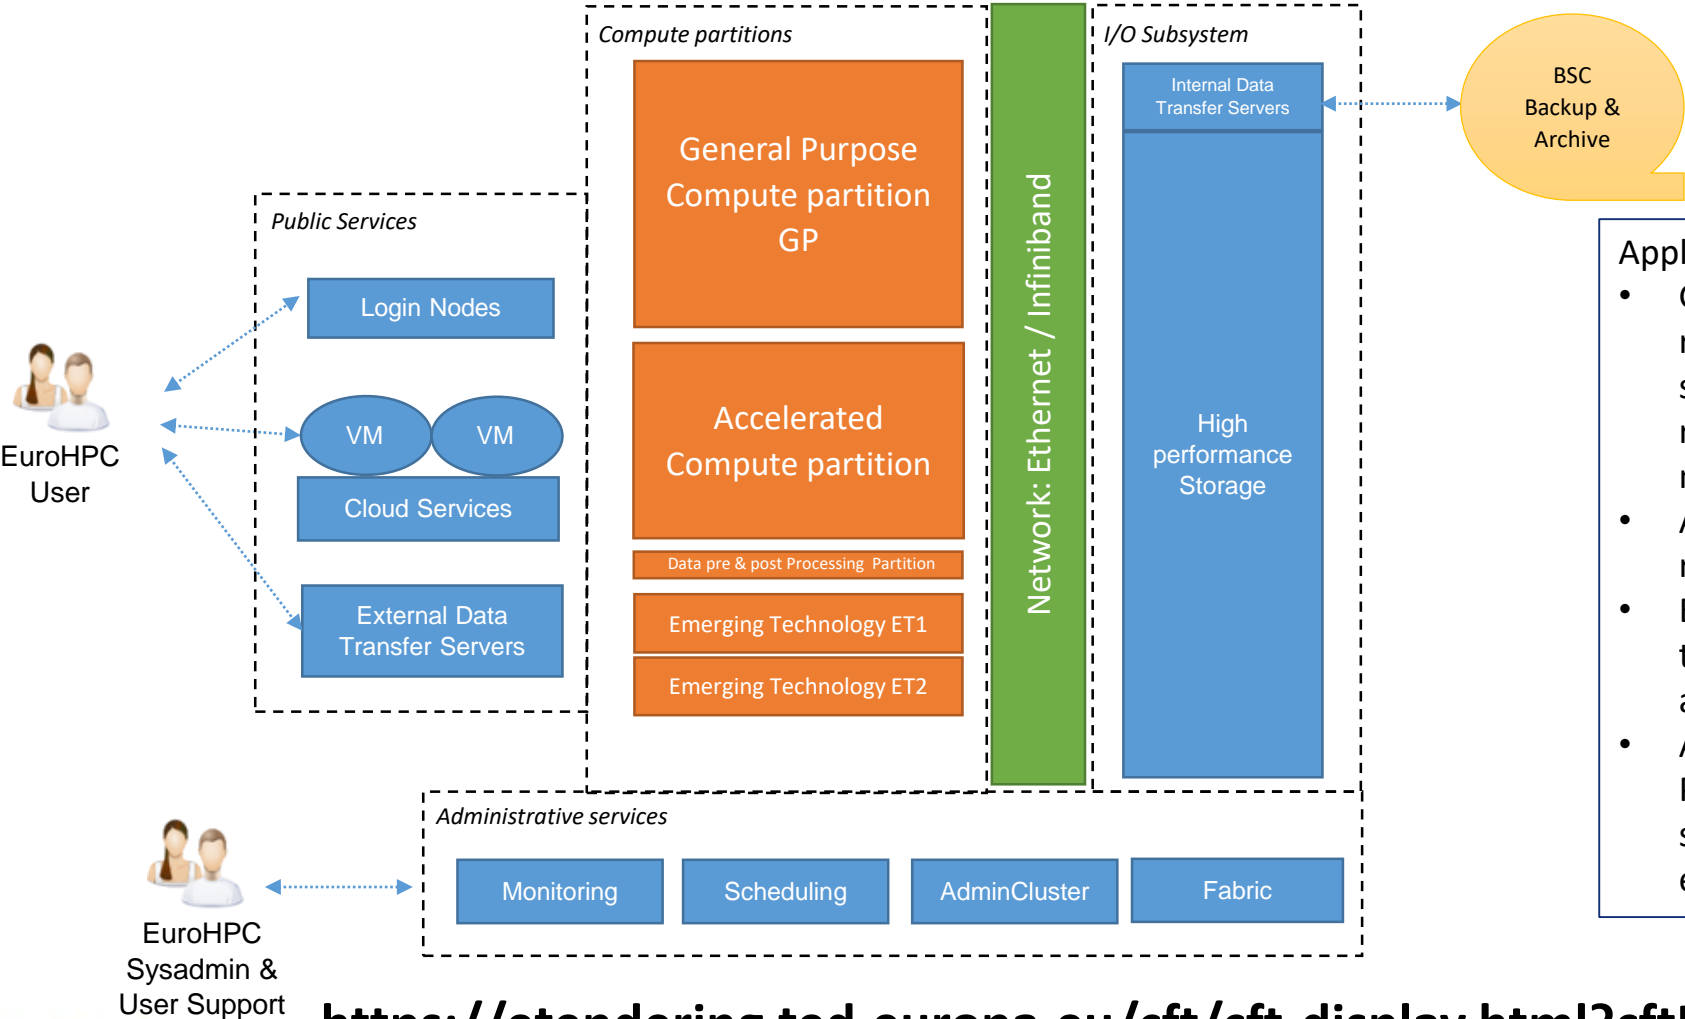 Compute partitions
General Purpose
Compute partition
GP
Accelerated
Compute partition
Data pre & post Processing Partition
Emerging Technology ET1
Emerging Technology ET2
Network: Ethernet / Infiniband
I/O Subsystem
Internal Data
Transfer Servers
High
performance
Storage
BSC
Backup &
Archive
Public Services
Login Nodes
VM
VM
Cloud Services
External Data
Transfer Servers
EuroHPC
User
Administrative services
Monitoring
Scheduling
AdminCluster
Fabric
EuroHPC
Sysadmin &
User Support
Appl